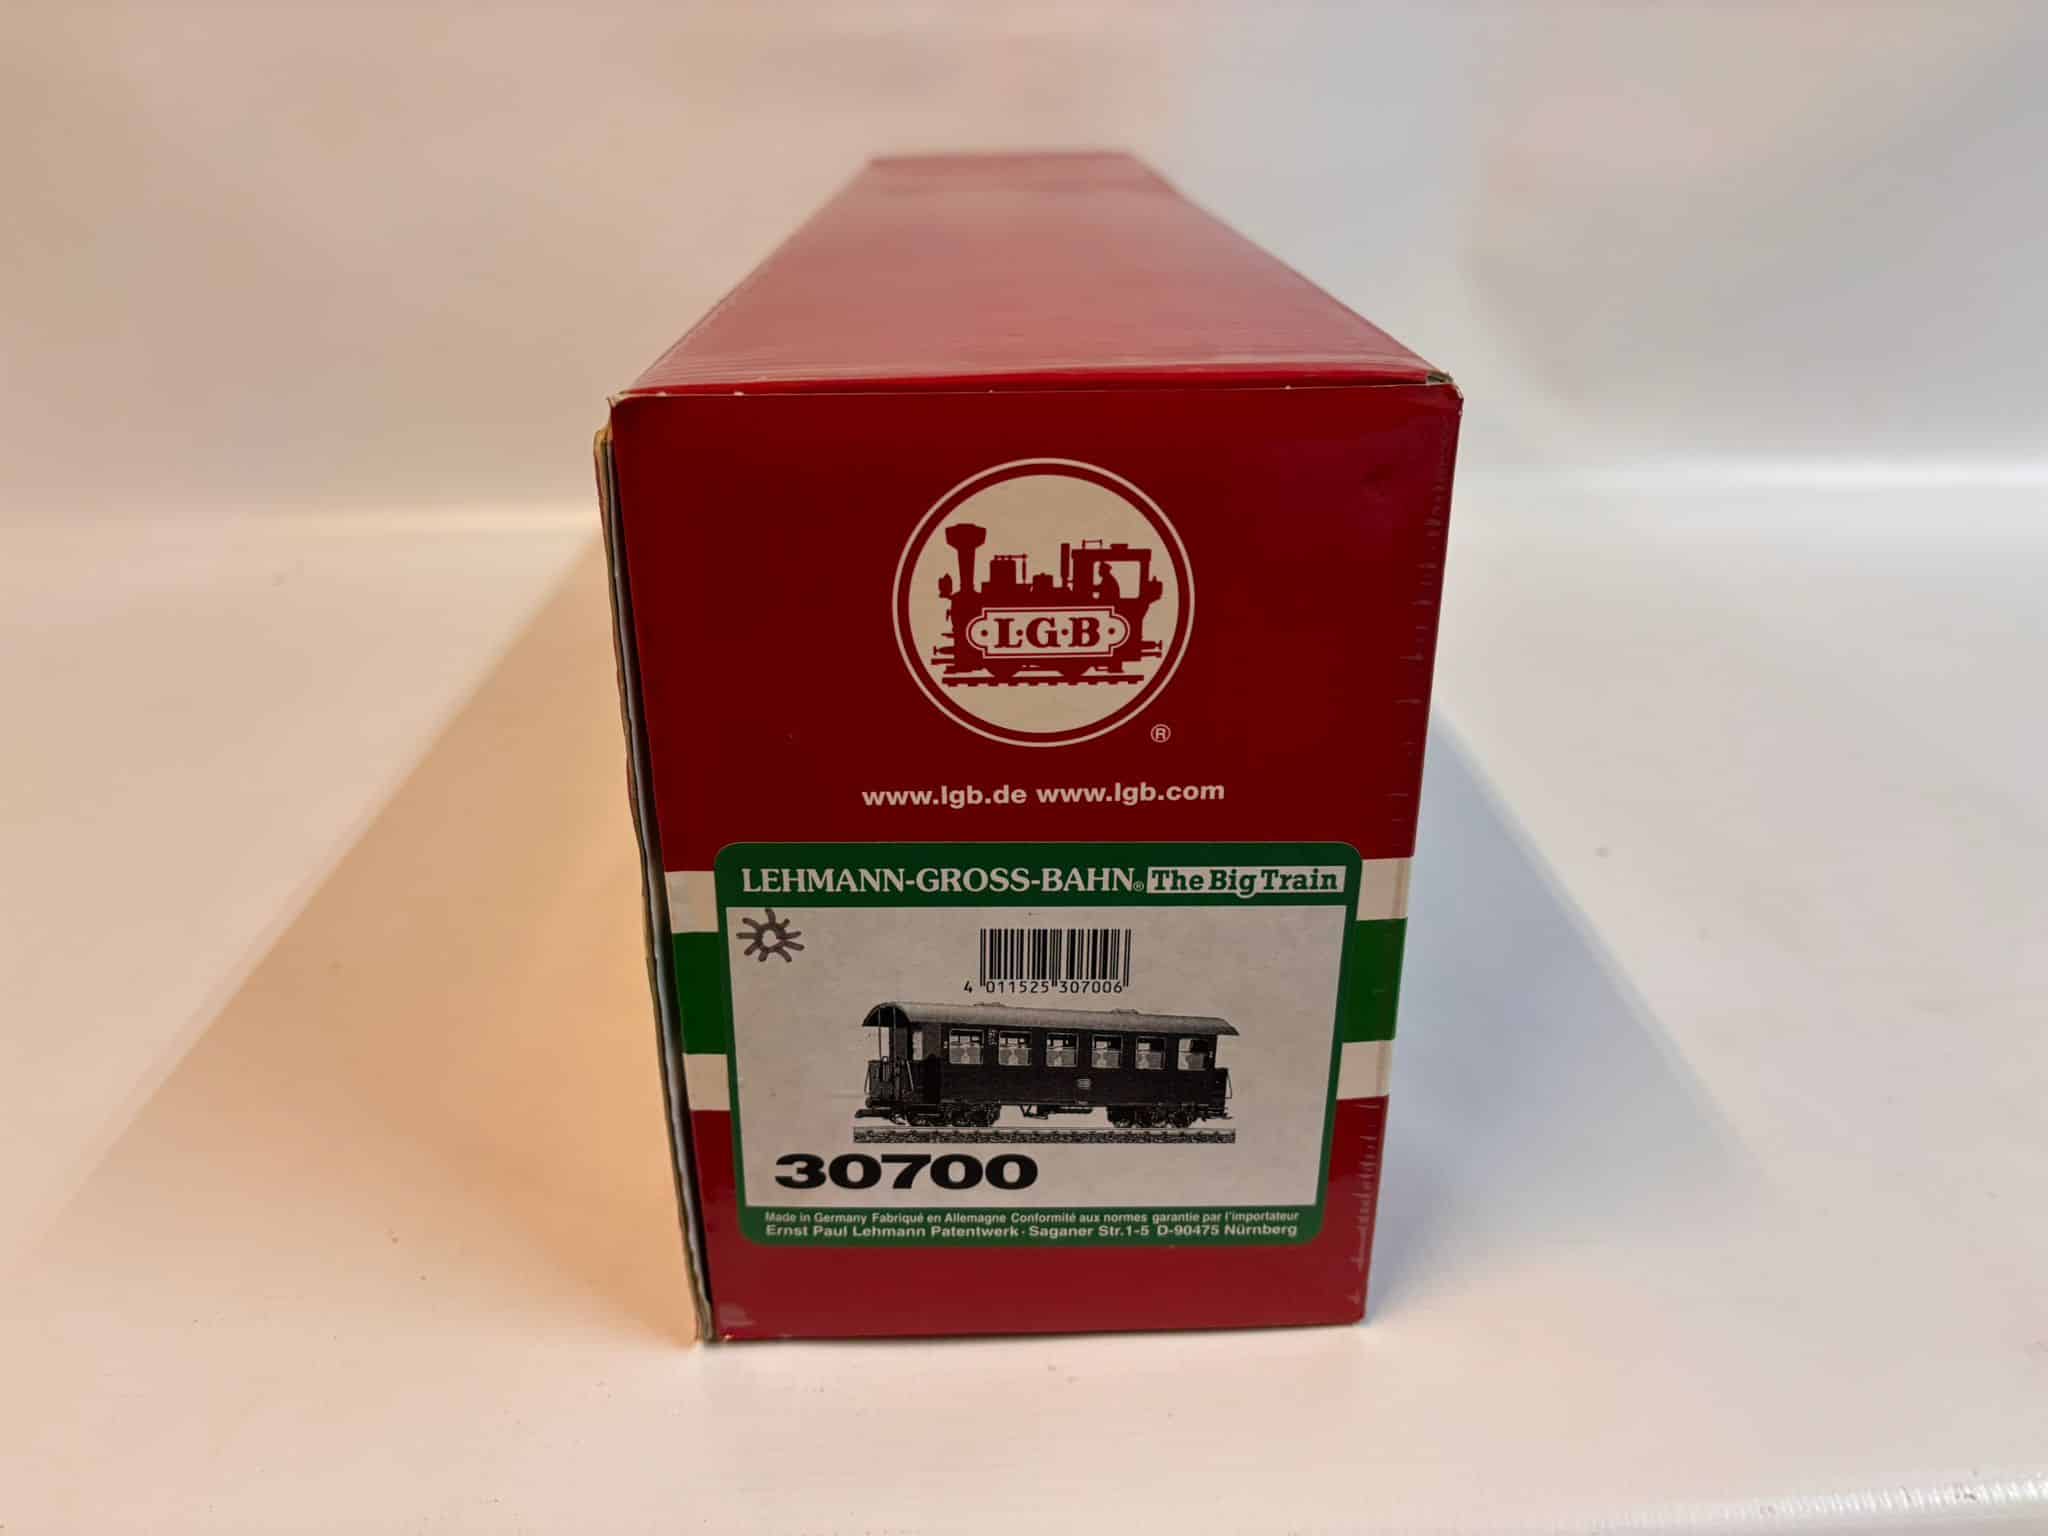 L·G·B
®
www.lgb.de www.lgb.com
LEHMANN-GROSS-BAHN® The Big Train
4 011525 307006
30700
Made in Germany Fabriqué en Allemagne Conformité aux normes garantie par l'importateur
Ernst Paul Lehmann Patentwerk · Saganer Str.1-5 D-90475 Nürnberg